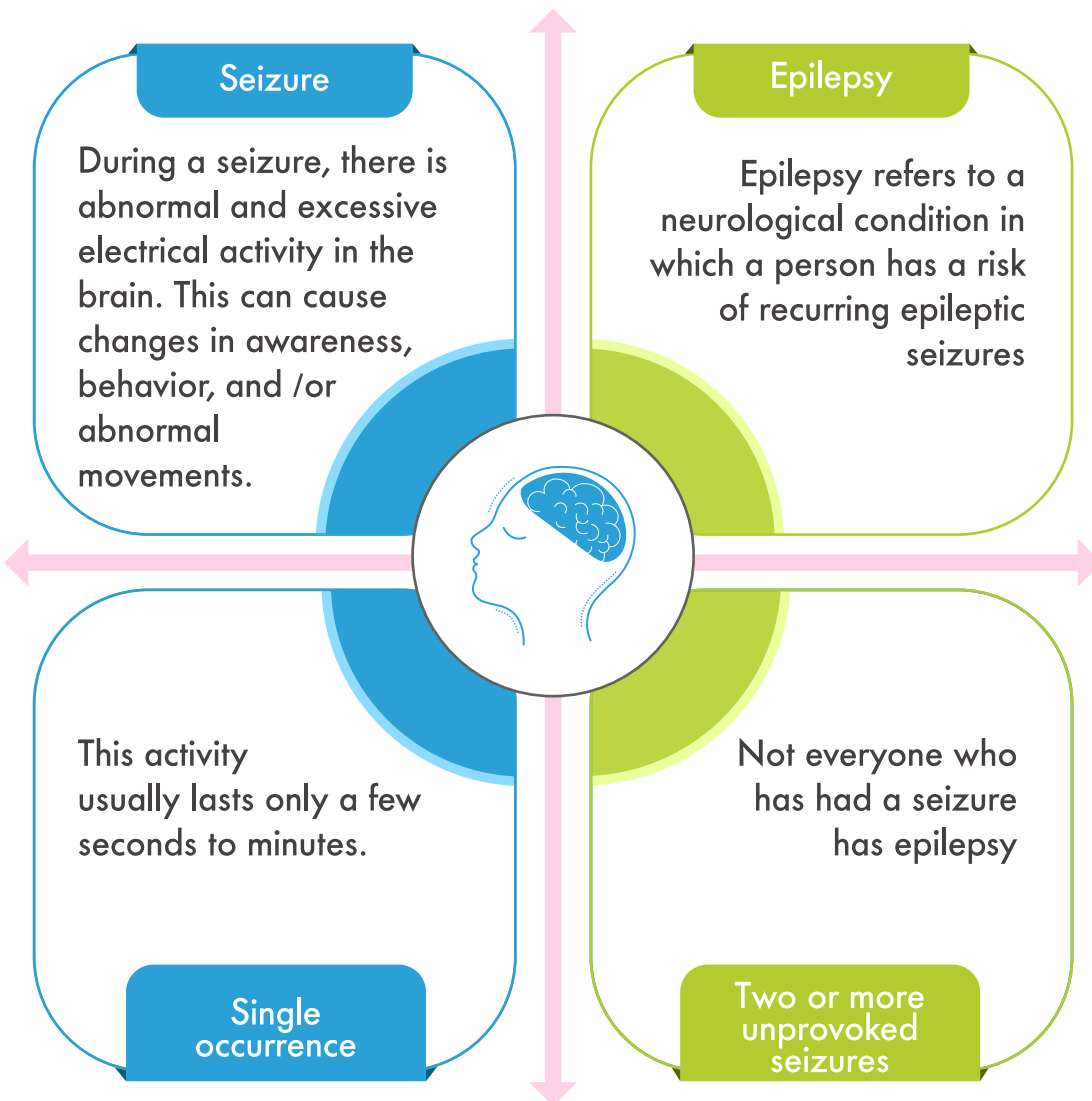 Seizure
During a seizure, there is
abnormal and excessive
electrical activity in the
brain. This can cause
changes in awareness,
behavior, and /or
abnormal
movements.
Epilepsy
Epilepsy refers to a
neurological condition in
which a person has a risk
of recurring epileptic
seizures
This activity
usually lasts only a few
seconds to minutes.
Single
occurrence
Not everyone who
has had a seizure
has epilepsy
Two or more
unprovoked
seizures